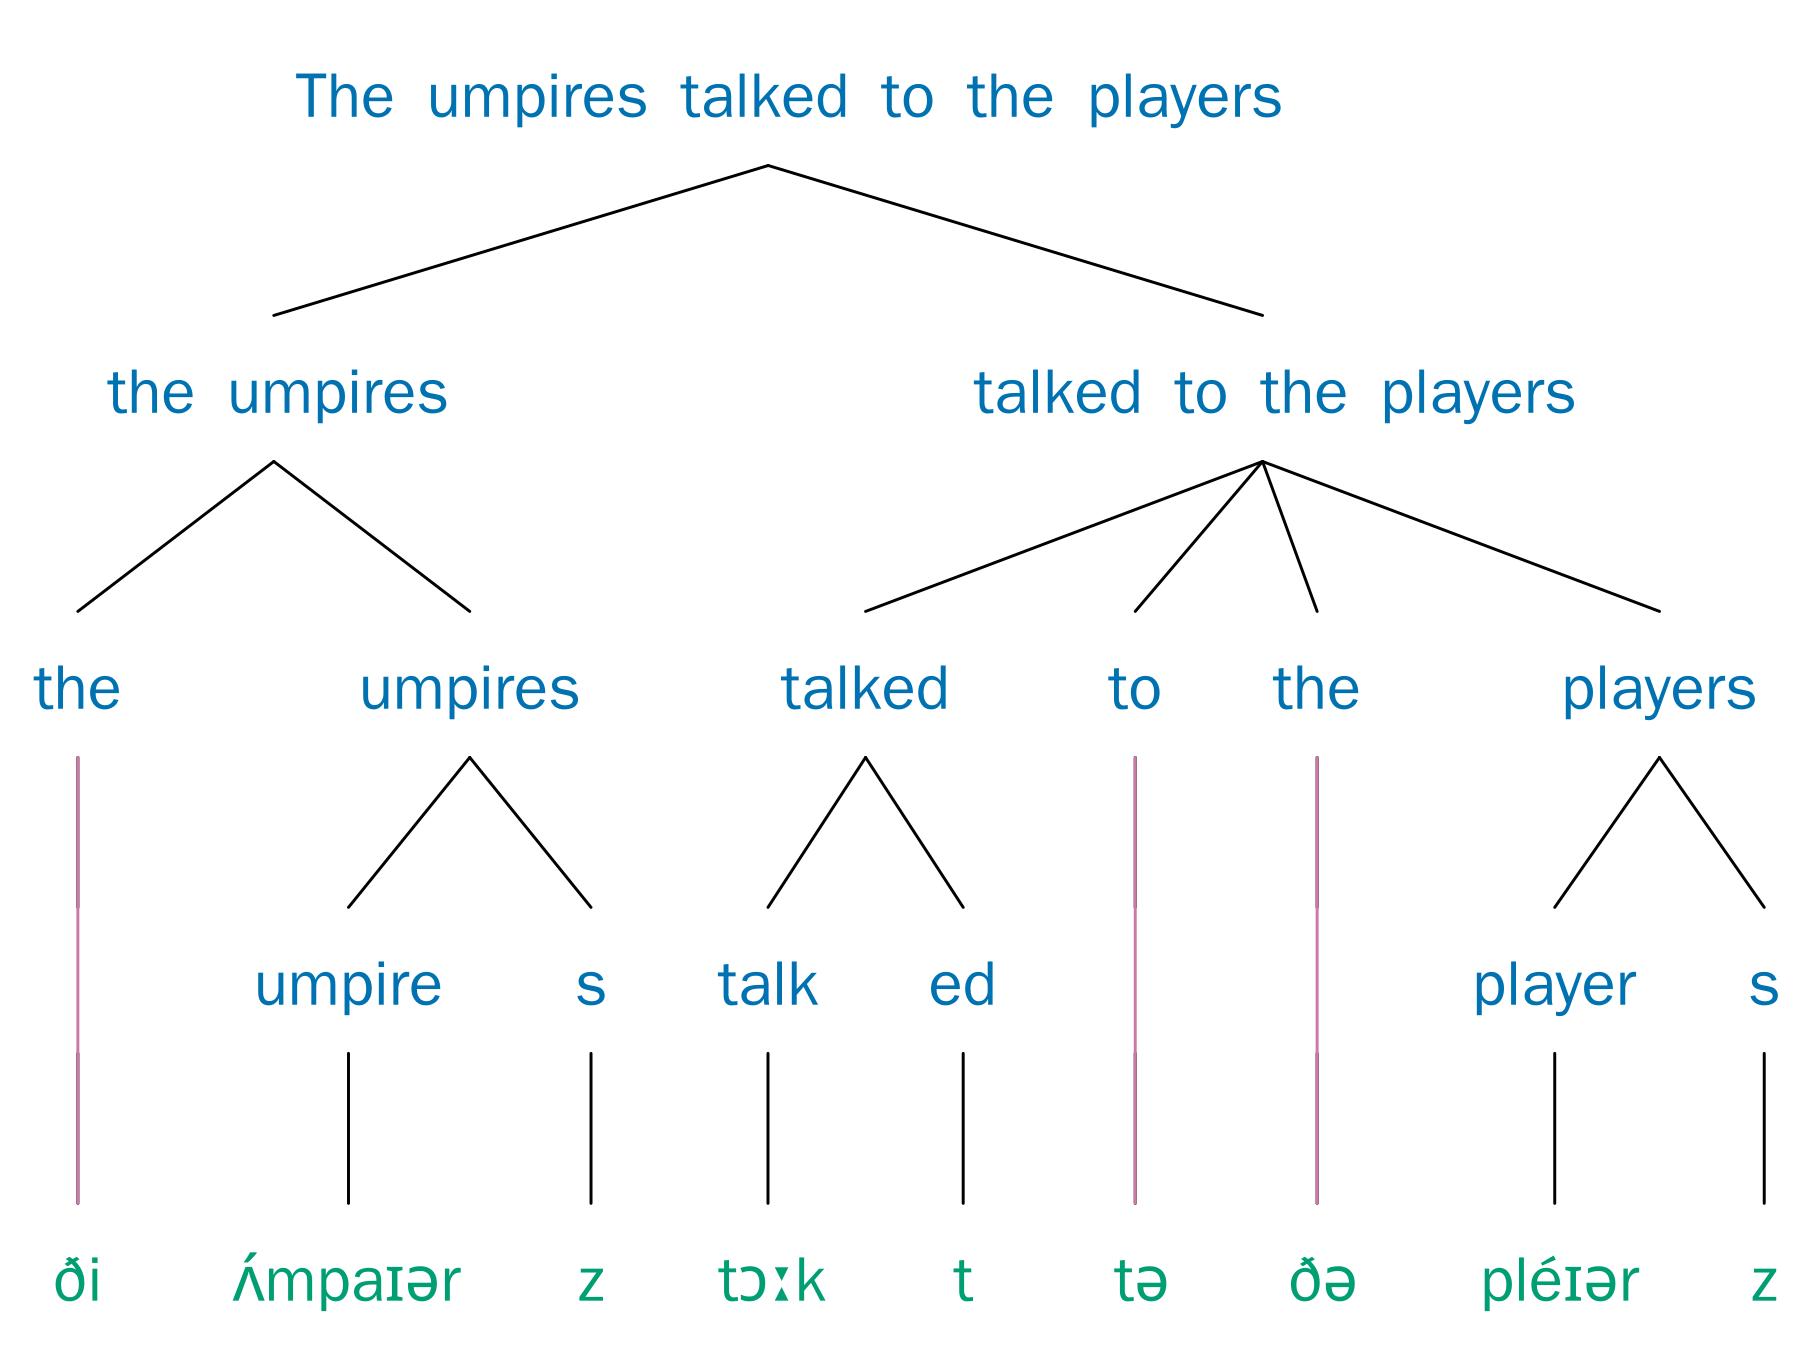 The umpires talked to the players
the umpires talked to the players
the umpires talked to the players
umpire s talk ed player s
ði ʌ́mpaɪər z tɔːk t tə ðə pléɪər z